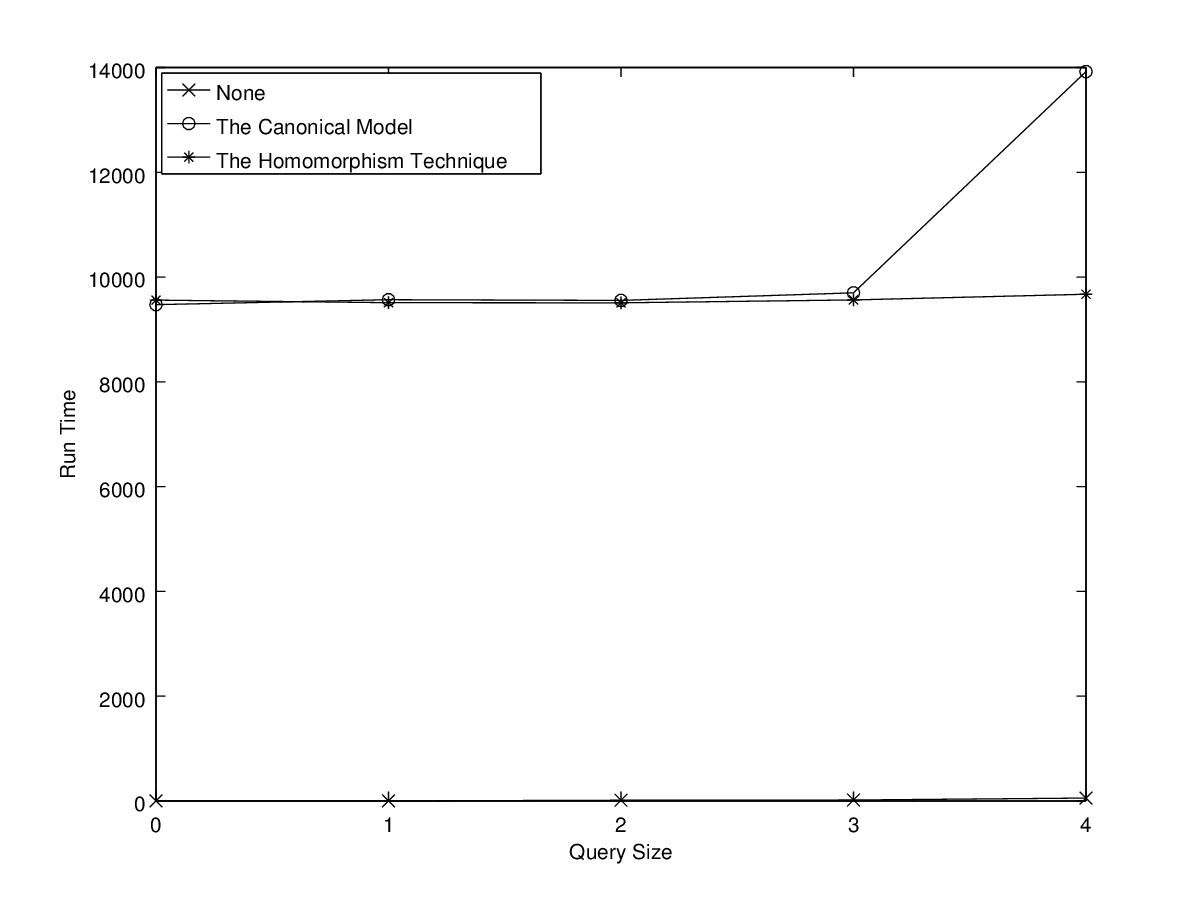 14000
12000
10000
8000
6000
4000
2000
0
None
The Canonical Model
The Homomorphism Technique
Run Time
0 1 2 3 4
Query Size